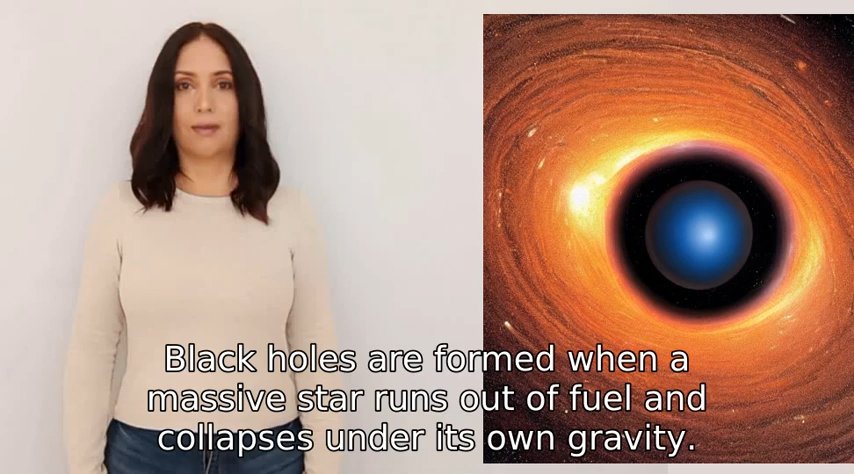 Black holes are formed when a
massive star runs out of fuel and
collapses under its own gravity.